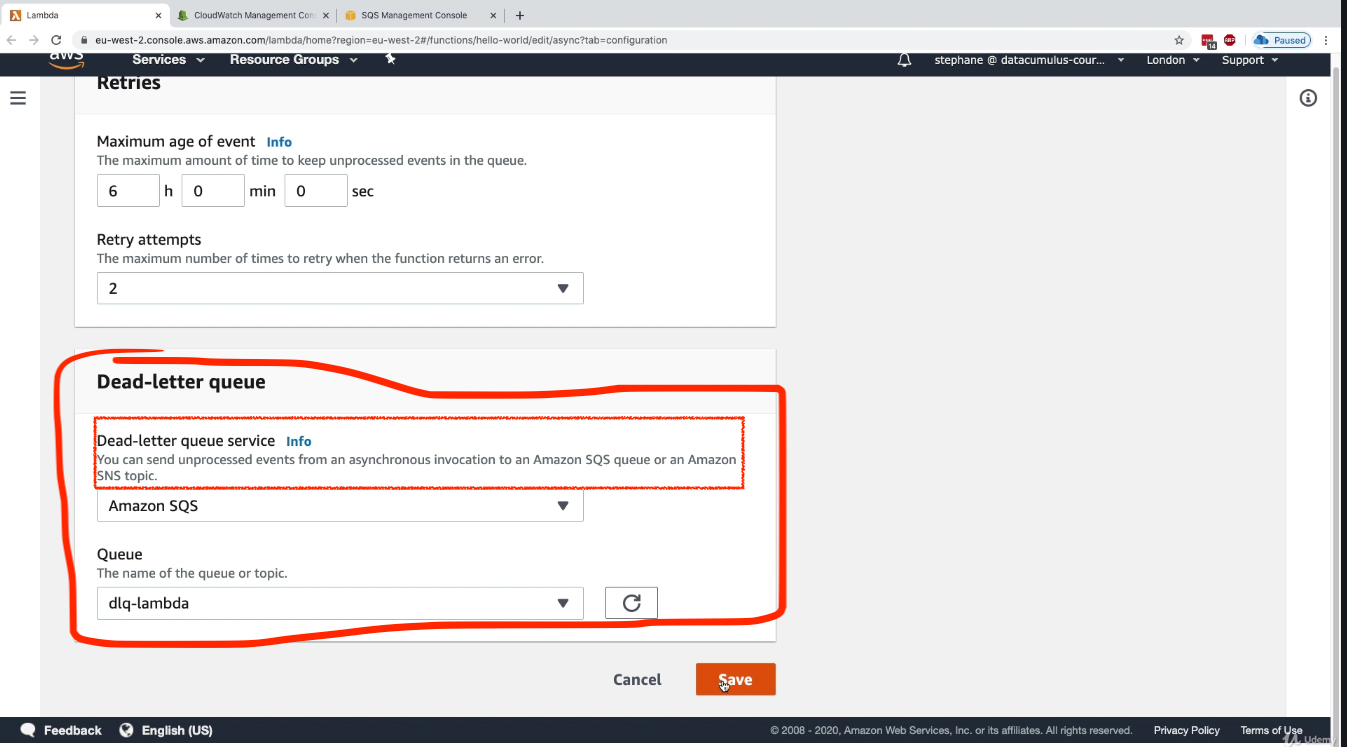 Lambda
CloudWatch Management Con
SQS Management Console
eu-west-2.console.aws.amazon.com/lambda/home?region=eu-west-2#/functions/hello-world/edit/async?tab=configuration
14
ABP
Paused
aws
Services
Resource Groups
stephane @ datacumulus-cour...
London
Support
Retries
Maximum age of event Info
The maximum amount of time to keep unprocessed events in the queue.
6 h 0 min 0 sec
Retry attempts
The maximum number of times to retry when the function returns an error.
2
Dead-letter queue
Dead-letter queue service Info
You can send unprocessed events from an asynchronous invocation to an Amazon SQS queue or an Amazon
SNS topic.
Amazon SQS
Queue
The name of the queue or topic.
dlq-lambda
Cancel
Save
Feedback
English (US)
© 2008 - 2020, Amazon Web Services, Inc. or its affiliates. All rights reserved.
Privacy Policy
Terms of Use
Udemy